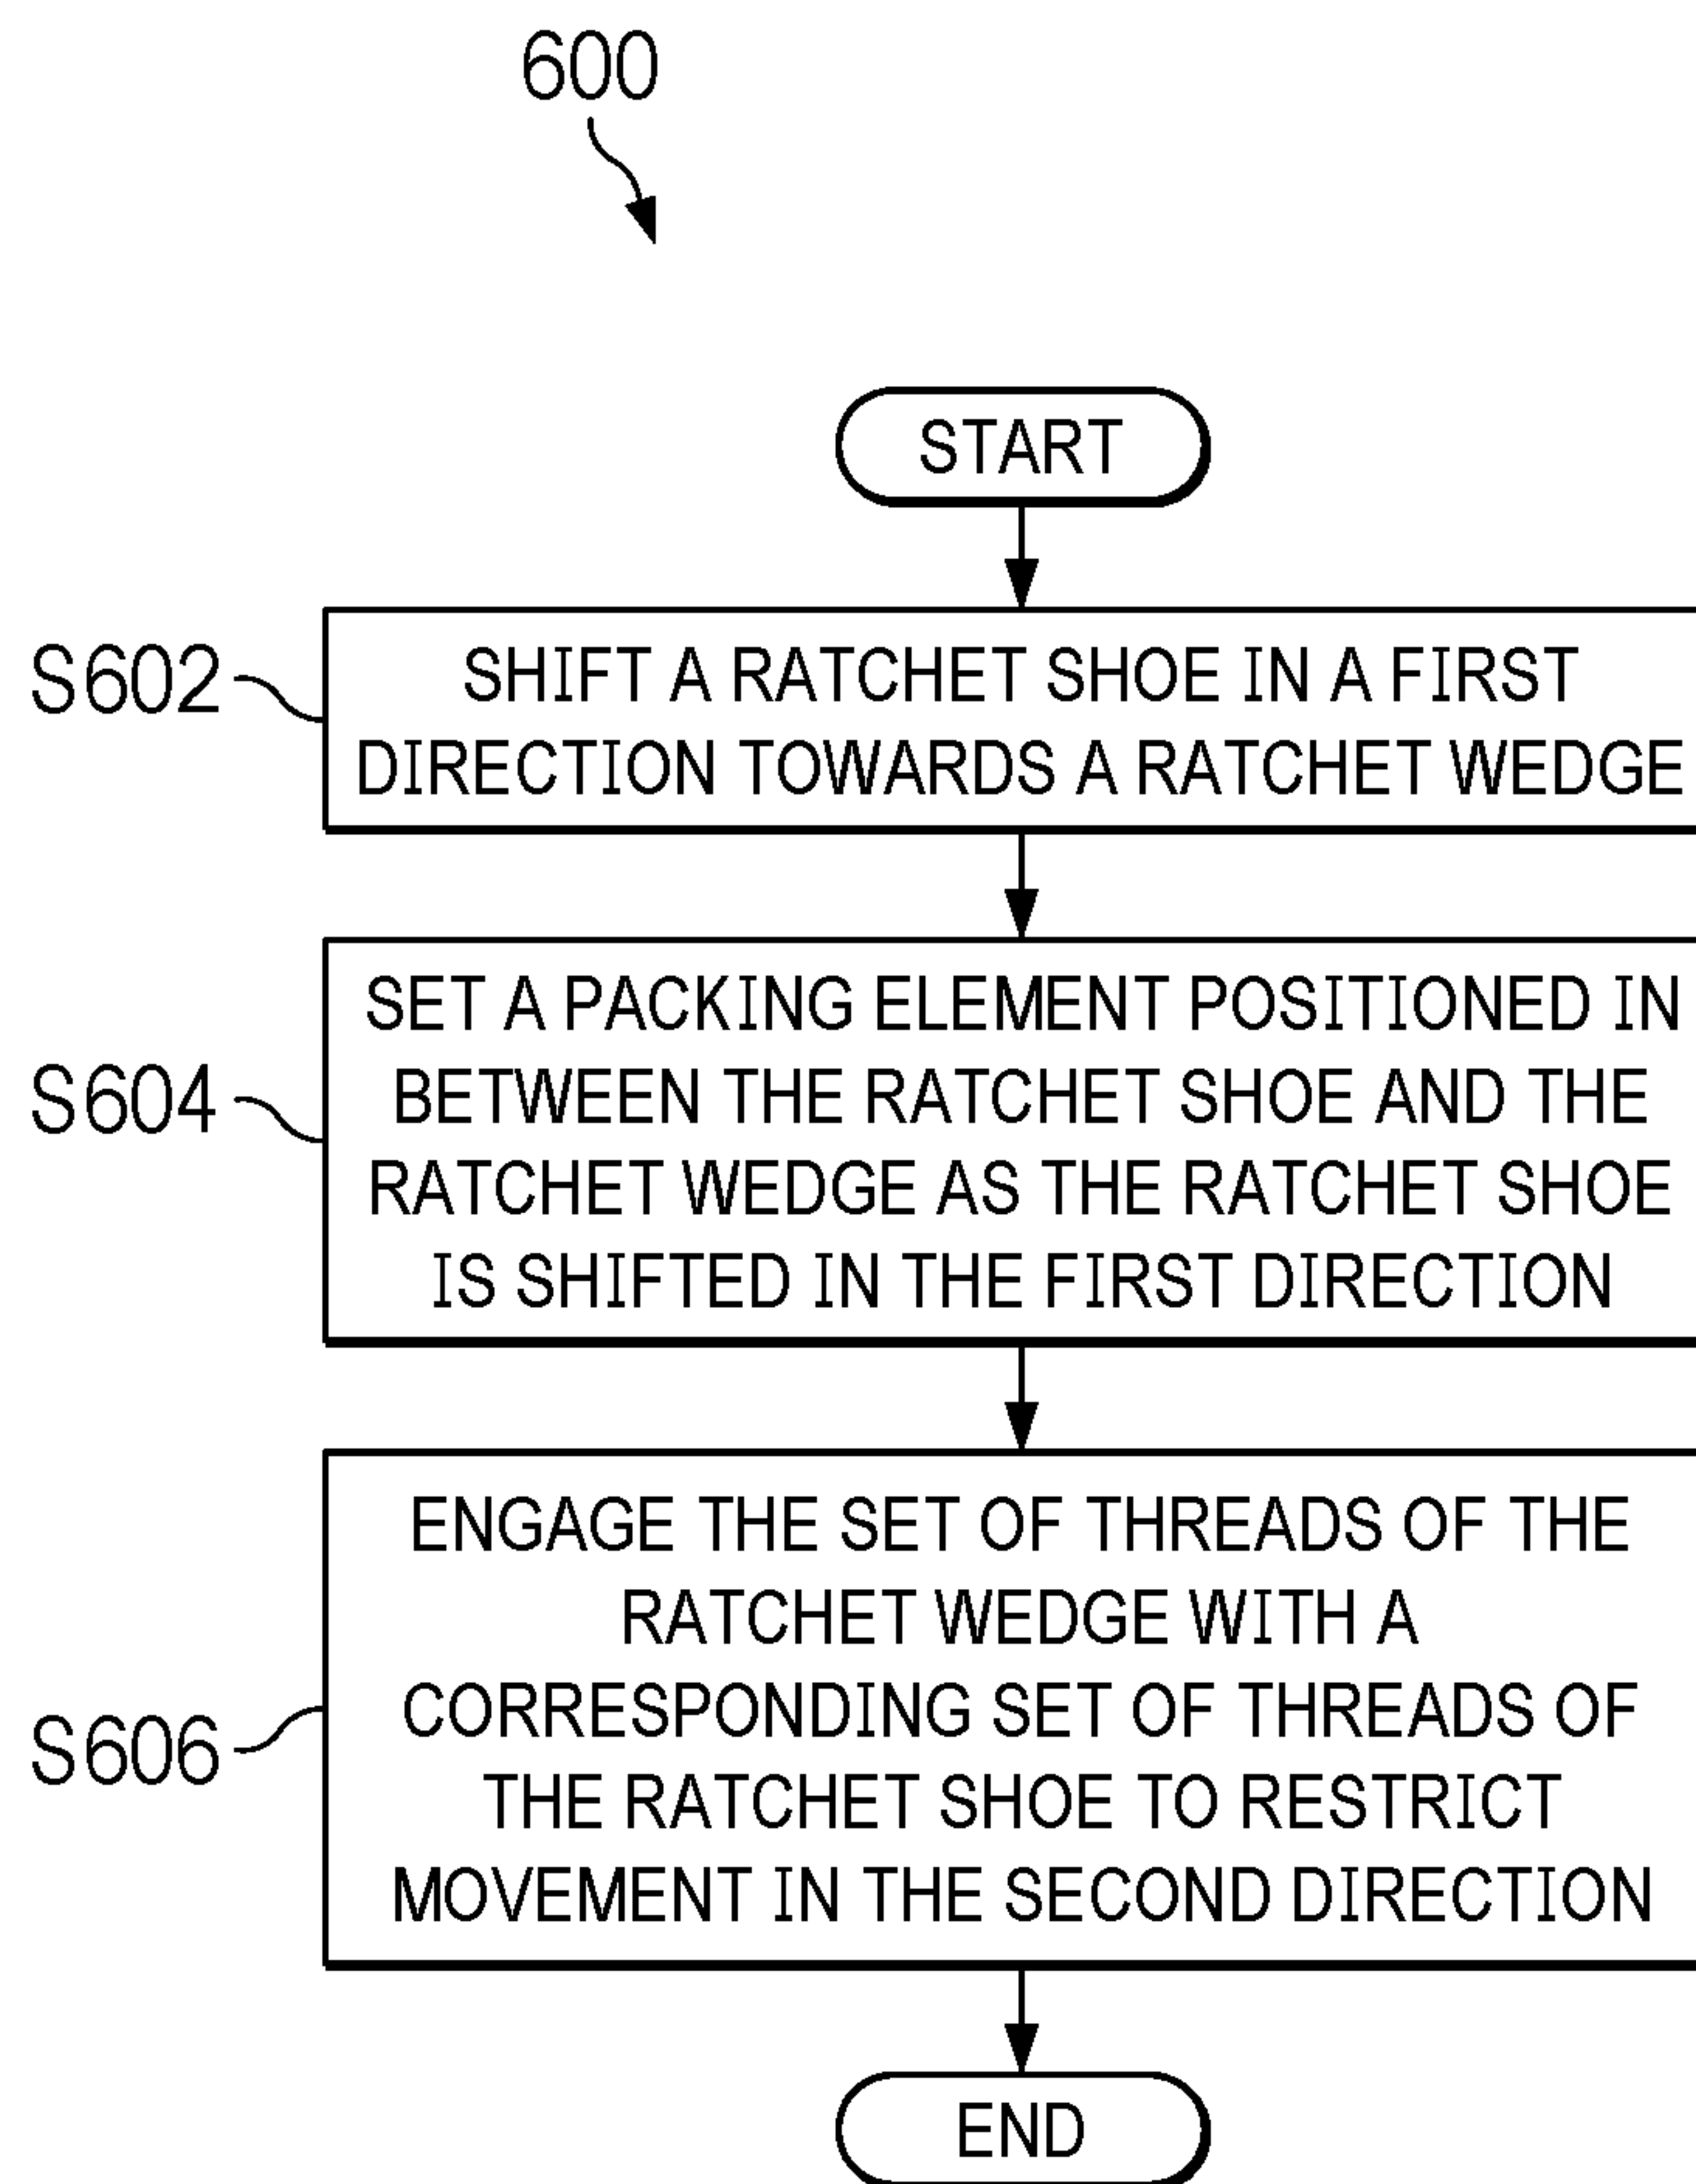 600
START
S602
SHIFT A RATCHET SHOE IN A FIRST
DIRECTION TOWARDS A RATCHET WEDGE
S604
SET A PACKING ELEMENT POSITIONED IN
BETWEEN THE RATCHET SHOE AND THE
RATCHET WEDGE AS THE RATCHET SHOE
IS SHIFTED IN THE FIRST DIRECTION
S606
ENGAGE THE SET OF THREADS OF THE
RATCHET WEDGE WITH A
CORRESPONDING SET OF THREADS OF
THE RATCHET SHOE TO RESTRICT
MOVEMENT IN THE SECOND DIRECTION
END